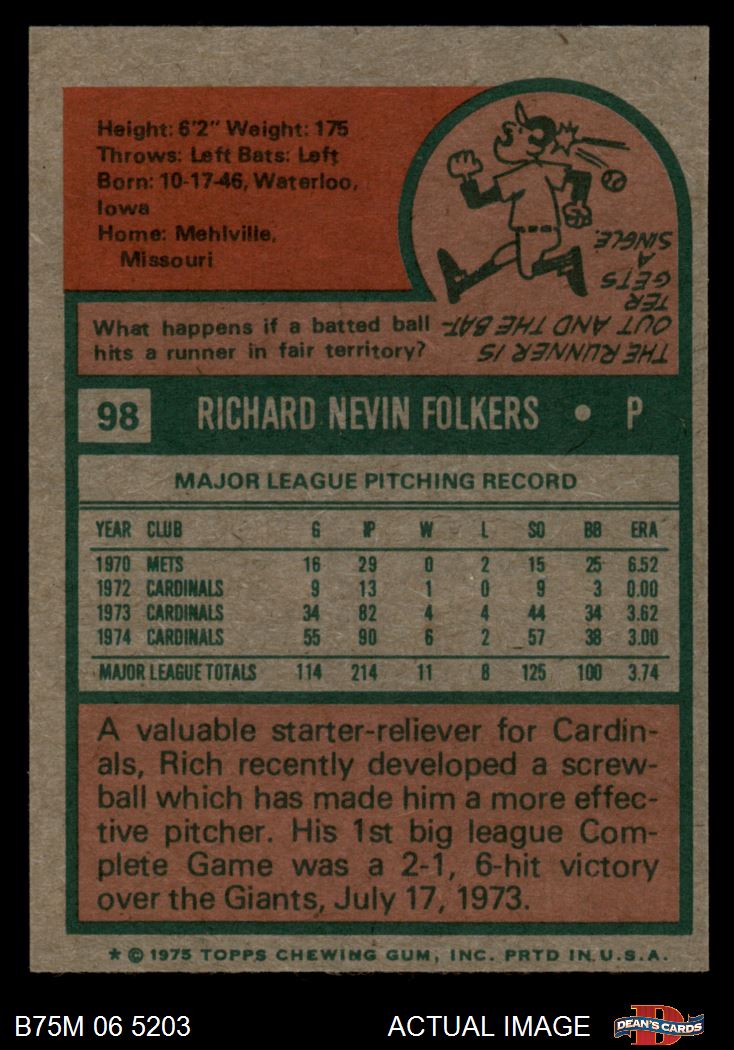 Height: 6'2" Weight: 175
Throws: Left Bats: Left
Born: 10-17-46, Waterloo,
Iowa
Home: Mehlville,
Missouri
What happens if a batted ball
hits a runner in fair territory?
THE RUNNER IS
OUT AND THE BAT-
TER
GETS
A
SINGLE.
98 RICHARD NEVIN FOLKERS • P
MAJOR LEAGUE PITCHING RECORD
YEAR CLUB G IP W L SO BB ERA
1970 METS 16 29 0 2 15 25 6.52
1972 CARDINALS 9 13 1 0 9 3 0.00
1973 CARDINALS 34 82 4 4 44 34 3.62
1974 CARDINALS 55 90 6 2 57 38 3.00
MAJOR LEAGUE TOTALS 114 214 11 8 125 100 3.74
A valuable starter-reliever for Cardin-
als, Rich recently developed a screw-
ball which has made him a more effec-
tive pitcher. His 1st big league Com-
plete Game was a 2-1, 6-hit victory
over the Giants, July 17, 1973.
* © 1975 TOPPS CHEWING GUM, INC. PRTD IN U.S.A.
B75M 06 5203 ACTUAL IMAGE D DEAN'S CARDS